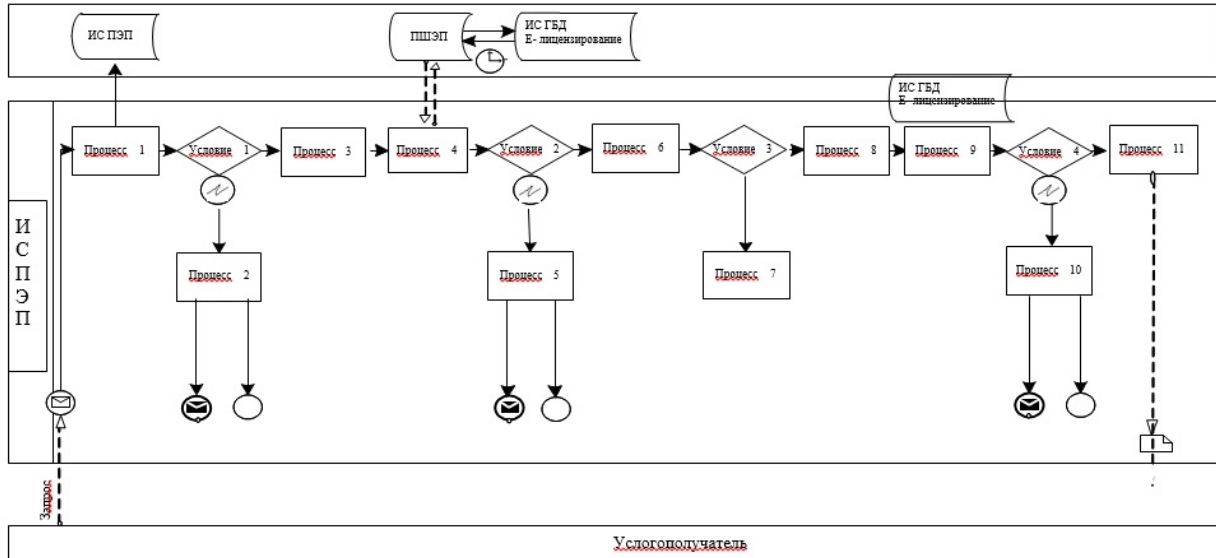 ИС ПЭП
ПШЭП
ИС ГБД
Е- лицензирование
ИС ГБД
Е- лицензирование
Процесс 1
Условие 1
Процесс 3
Процесс 4
Условие 2
Процесс 6
Условие 3
Процесс 8
Процесс 9
Условие 4
Процесс 11
Процесс 2
Процесс 5
Процесс 7
Процесс 10
И
С
П
Э
П
Запрос
Услогополучатель